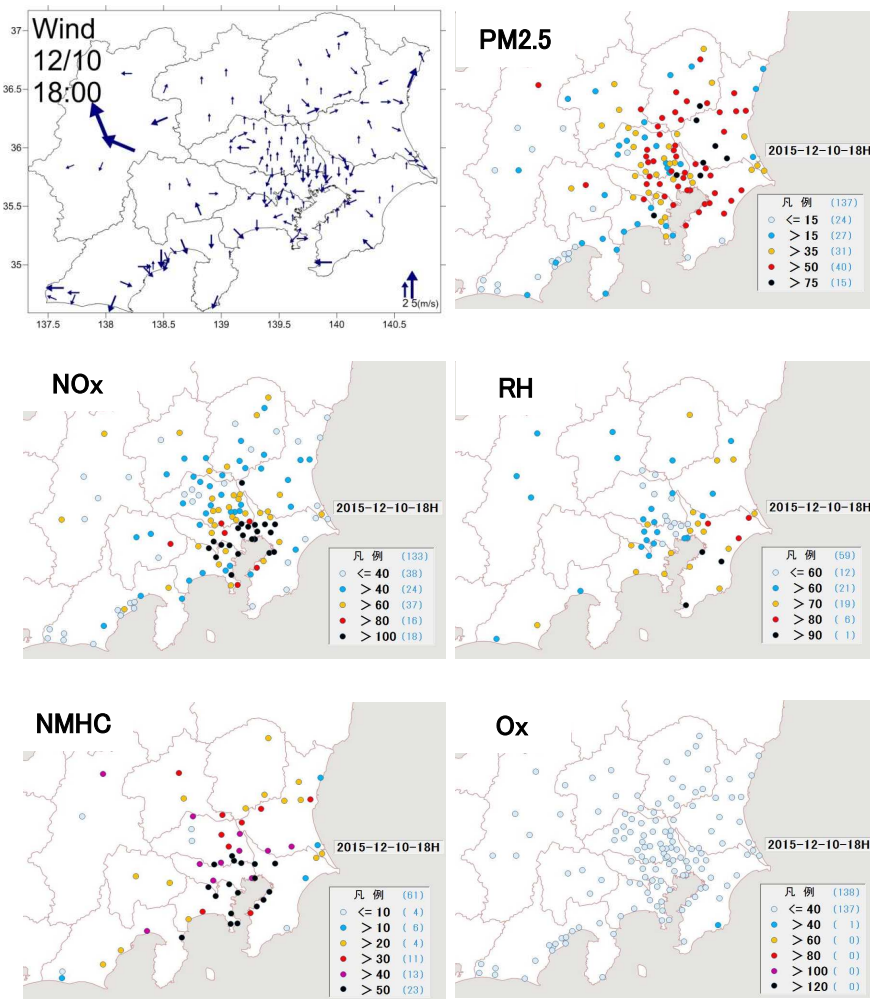 Wind
12/10
18:00
37
36.5
36
35.5
35
2 5(m/s)
137.5 138 138.5 139 139.5 140 140.5
PM2.5
2015-12-10-18H
凡 例 (137)
<= 15 (24)
> 15 (27)
> 35 (31)
> 50 (40)
> 75 (15)
NOx
2015-12-10-18H
凡 例 (133)
<= 40 (38)
> 40 (24)
> 60 (37)
> 80 (16)
> 100 (18)
RH
2015-12-10-18H
凡 例 (59)
<= 60 (12)
> 60 (21)
> 70 (19)
> 80 ( 6)
> 90 ( 1)
NMHC
2015-12-10-18H
凡 例 (61)
<= 10 ( 4)
> 10 ( 6)
> 20 ( 4)
> 30 (11)
> 40 (13)
> 50 (23)
Ox
2015-12-10-18H
凡 例 (138)
<= 40 (137)
> 40 ( 1)
> 60 ( 0)
> 80 ( 0)
> 100 ( 0)
> 120 ( 0)